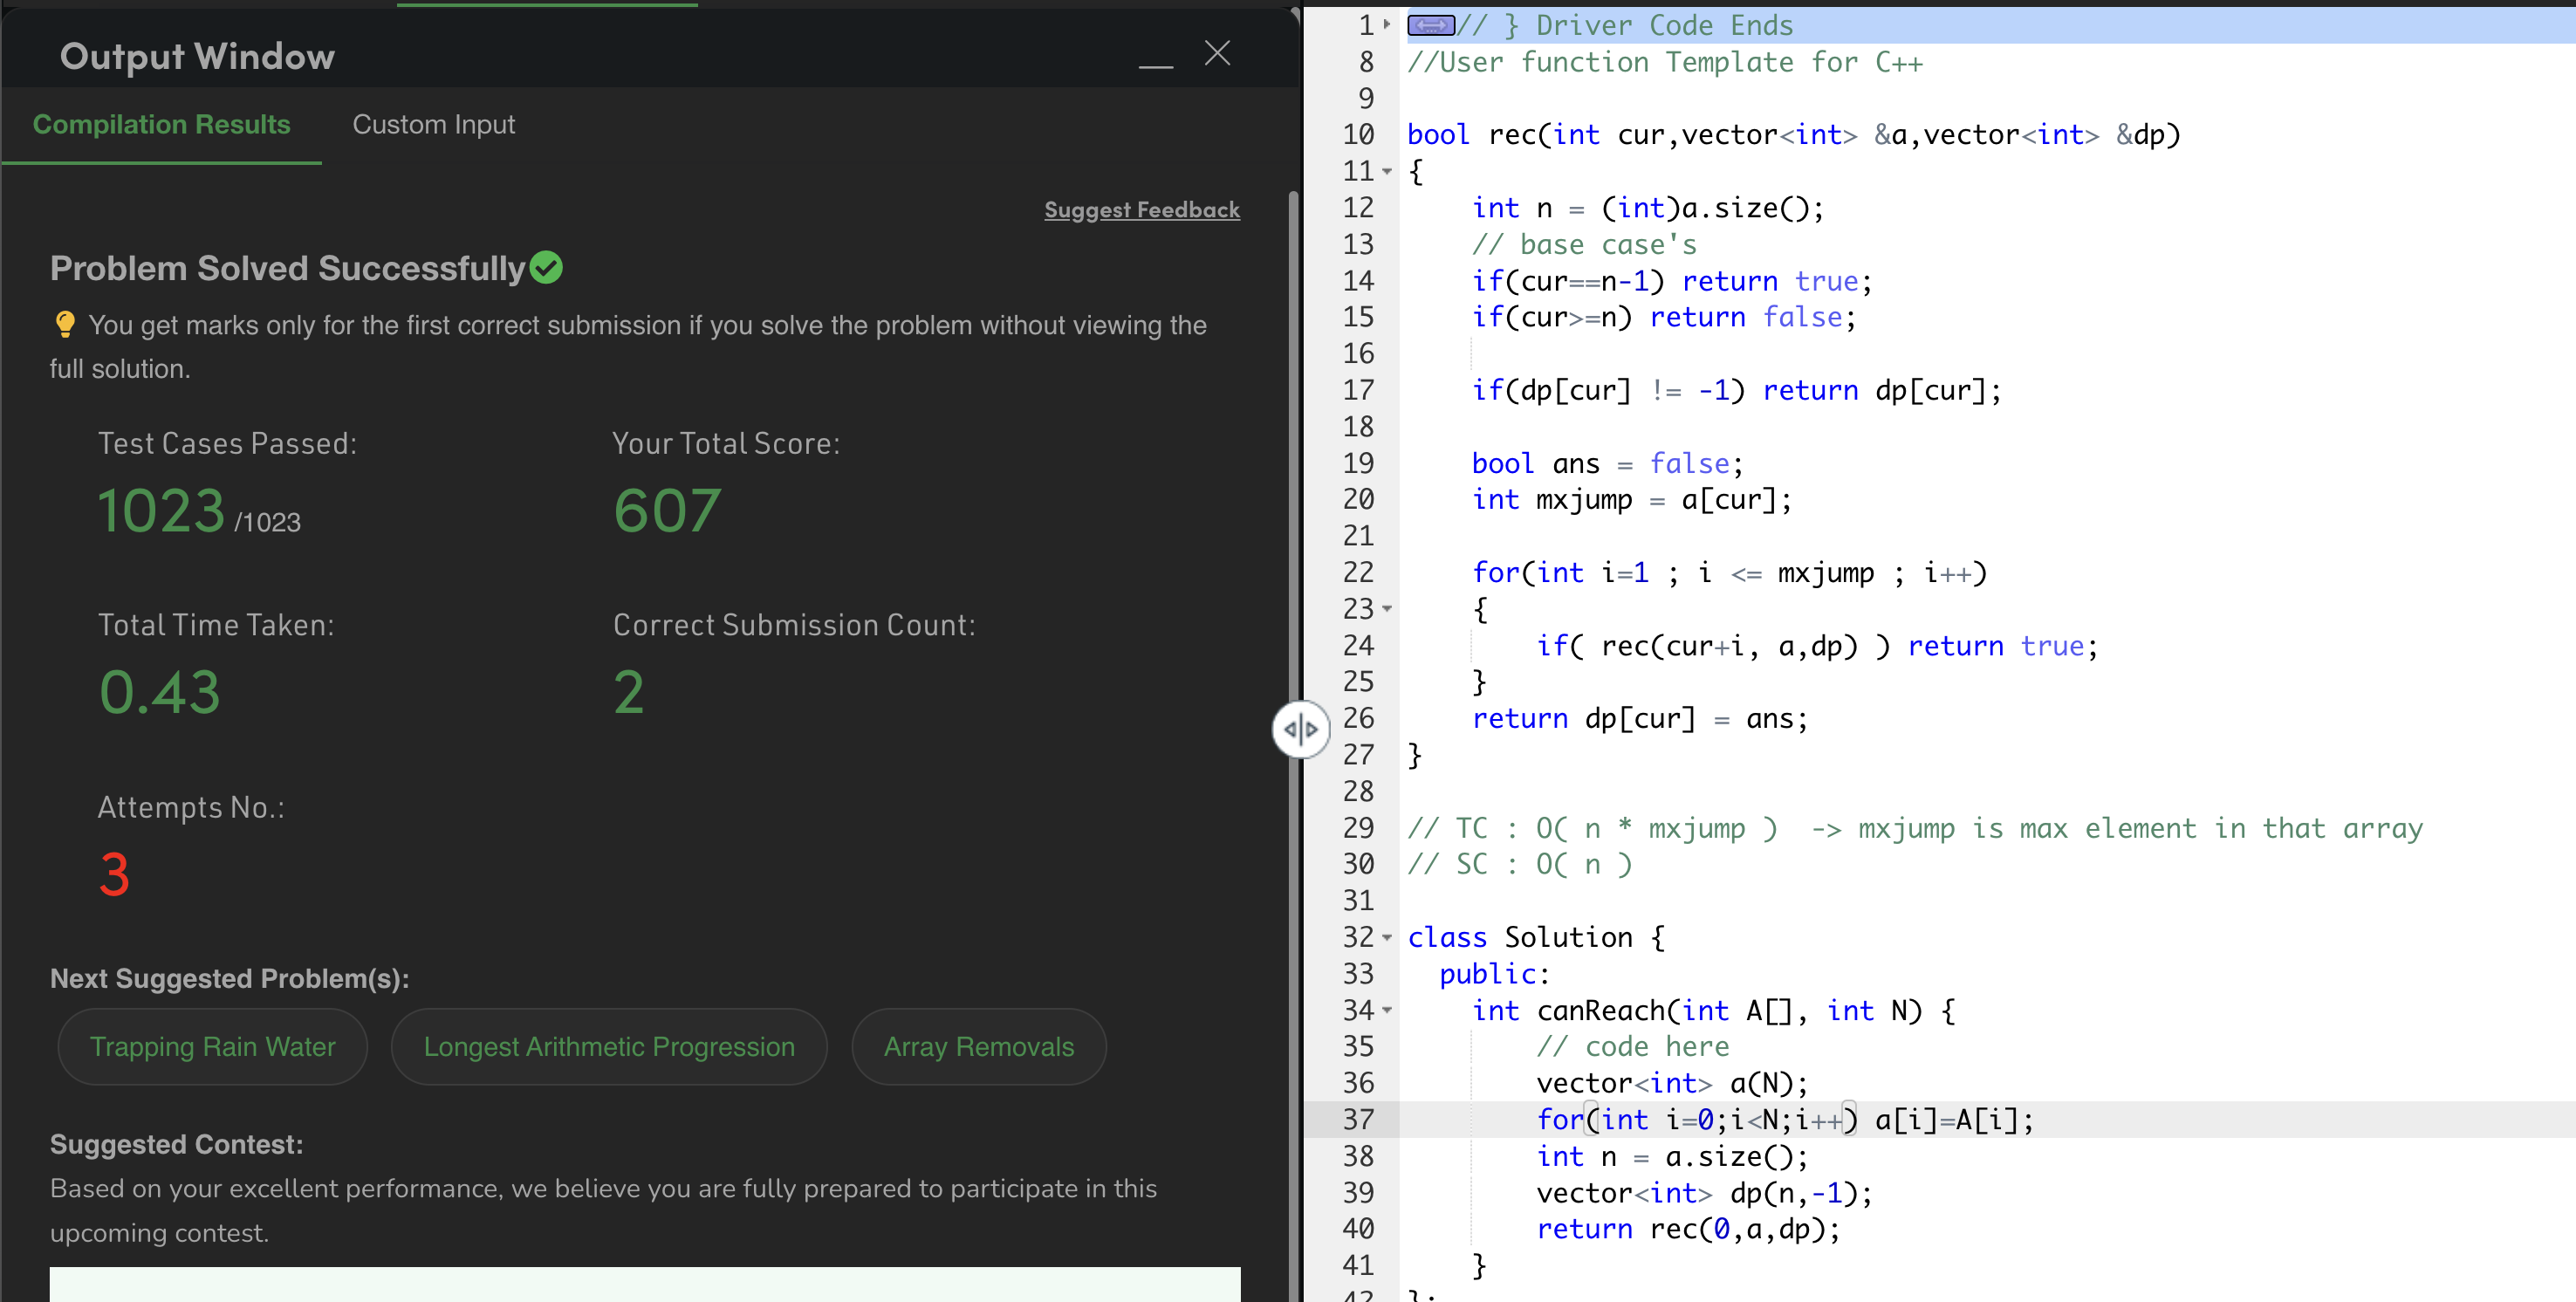 Output Window
Compilation Results
Custom Input
Suggest Feedback
Problem Solved Successfully
You get marks only for the first correct submission if you solve the problem without viewing the
full solution.
Test Cases Passed:
1023 /1023
Your Total Score:
607
Total Time Taken:
0.43
Correct Submission Count:
2
Attempts No.:
3
Next Suggested Problem(s):
Trapping Rain Water
Longest Arithmetic Progression
Array Removals
Suggested Contest:
Based on your excellent performance, we believe you are fully prepared to participate in this
upcoming contest.
1 // } Driver Code Ends
8 //User function Template for C++
9
10 bool rec(int cur,vector<int> &a,vector<int> &dp)
11 {
12 int n = (int)a.size();
13 // base case's
14 if(cur==n-1) return true;
15 if(cur>=n) return false;
16
17 if(dp[cur] != -1) return dp[cur];
18
19 bool ans = false;
20 int mxjump = a[cur];
21
22 for(int i=1 ; i <= mxjump ; i++)
23 {
24 if( rec(cur+i, a,dp) ) return true;
25 }
26 return dp[cur] = ans;
27 }
28
29 // TC : O( n * mxjump )  -> mxjump is max element in that array
30 // SC : O( n )
31
32 class Solution {
33 public:
34 int canReach(int A[], int N) {
35 // code here
36 vector<int> a(N);
37 for(int i=0;i<N;i++) a[i]=A[i];
38 int n = a.size();
39 vector<int> dp(n,-1);
40 return rec(0,a,dp);
41 }
42 };